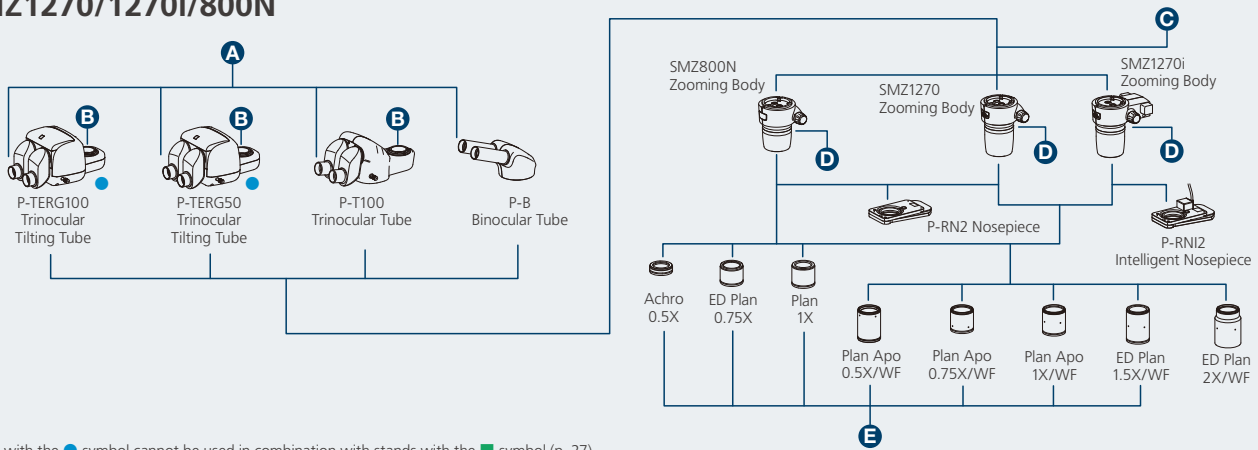 MZ1270/1270i/800N
A
C
B
B
B
P-TERG100
Trinocular
Tilting Tube
P-TERG50
Trinocular
Tilting Tube
P-T100
Trinocular Tube
P-B
Binocular Tube
SMZ800N
Zooming Body
SMZ1270
Zooming Body
SMZ1270i
Zooming Body
D
D
D
P-RN2 Nosepiece
P-RNI2
Intelligent Nosepiece
Achro
0.5X
ED Plan
0.75X
Plan
1X
Plan Apo
0.5X/WF
Plan Apo
0.75X/WF
Plan Apo
1X/WF
ED Plan
1.5X/WF
ED Plan
2X/WF
E
with the ● symbol cannot be used in combination with stands with the ■ symbol (p. 27)